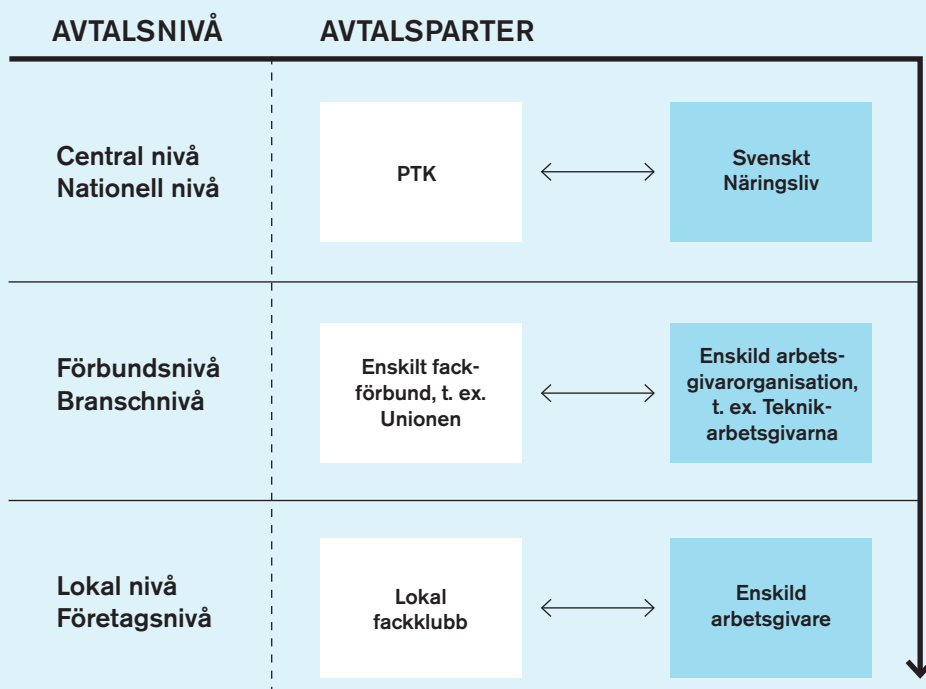 AVTALSNIVÅ
AVTALSPARTER
Central nivå
Nationell nivå
PTK
Svenskt
Näringsliv
Förbundsnivå
Branschnivå
Enskilt fack-
förbund, t. ex.
Unionen
Enskild arbets-
givarorganisation,
t. ex. Teknik-
arbetsgivarna
Lokal nivå
Företagsnivå
Lokal
fackklubb
Enskild
arbetsgivare